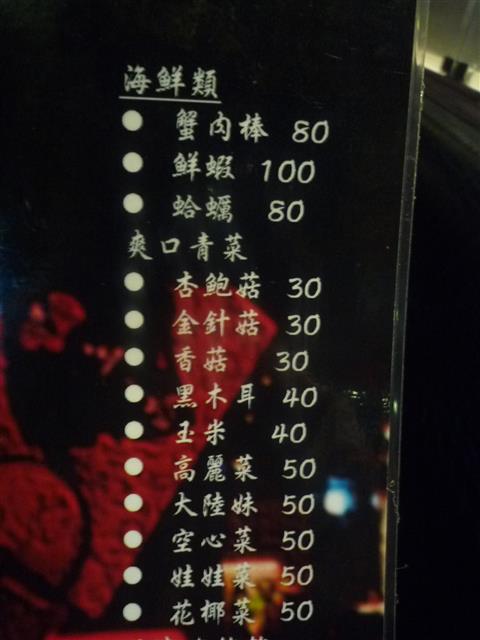 海鮮類
● 蟹肉棒 80
● 鮮蝦 100
● 蛤蠣 80
爽口青菜
● 杏鮑菇 30
● 金針菇 30
● 香菇 30
● 黑木耳 40
● 玉米 40
● 高麗菜 50
● 大陸妹 50
● 空心菜 50
● 娃娃菜 50
● 花椰菜 50